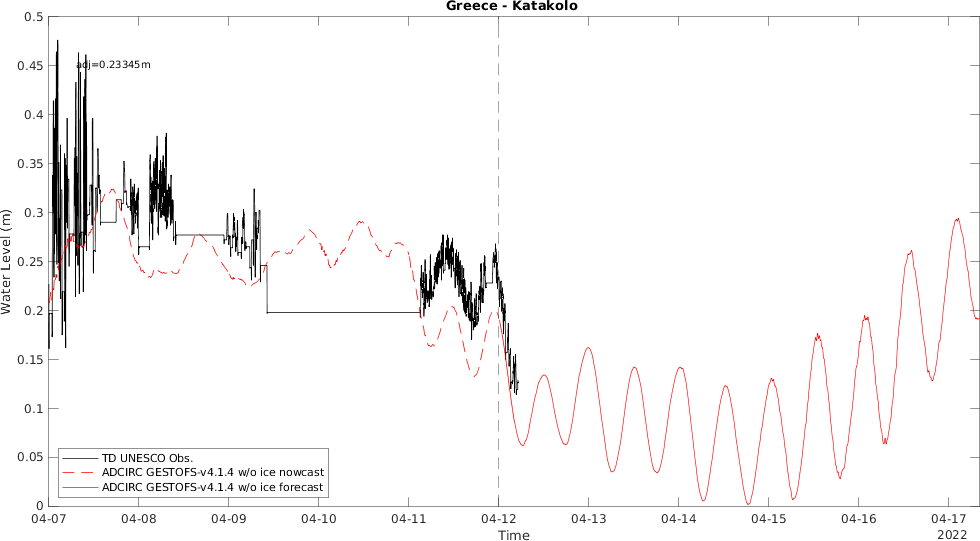 Greece - Katakolo
0.5
0.45
0.4
0.35
0.3
0.25
0.2
0.15
0.1
0.05
0
Water Level (m)
adj=0.23345m
TD UNESCO Obs.
ADCIRC GESTOFS-v4.1.4 w/o ice nowcast
ADCIRC GESTOFS-v4.1.4 w/o ice forecast
04-07 04-08 04-09 04-10 04-11 04-12 04-13 04-14 04-15 04-16 04-17
Time
2022